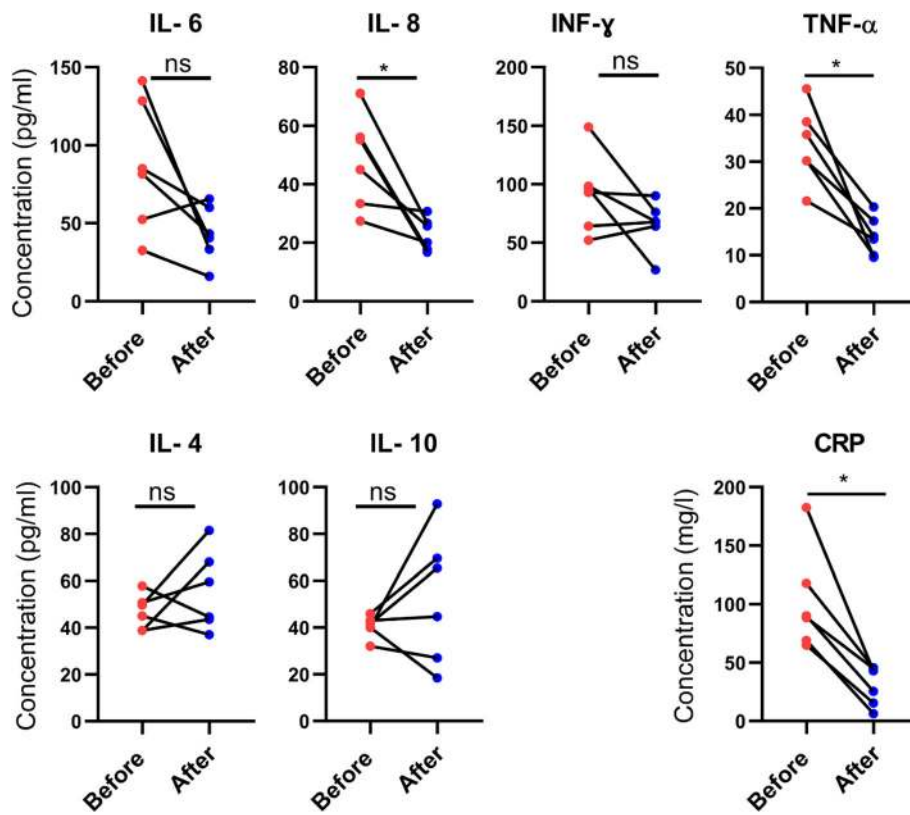 IL- 6
IL- 8
INF-ɣ
TNF-α
ns
*
ns
*
Concentration (pg/ml)
150
100
50
0
80
60
40
20
0
200
150
100
50
0
50
40
30
20
10
0
Before
After
Before
After
Before
After
Before
After
IL- 4
IL- 10
CRP
ns
ns
*
Concentration (pg/ml)
100
80
60
40
20
0
100
80
60
40
20
0
Concentration (mg/l)
200
150
100
50
0
Before
After
Before
After
Before
After